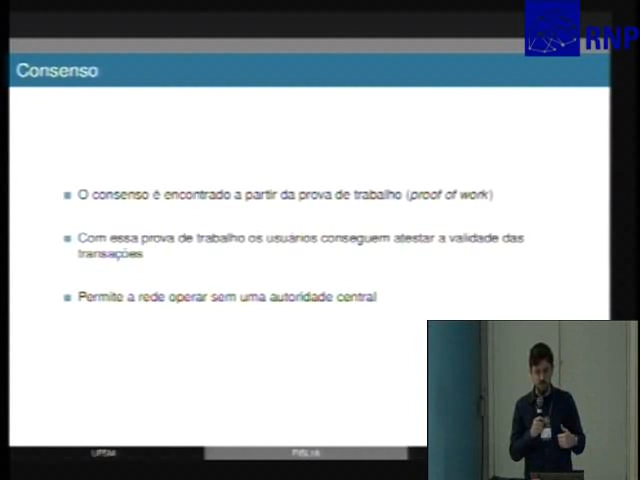 RNP
Consenso
O consenso é encontrado a partir da prova de trabalho (proof of work)
Com essa prova de trabalho os usuários conseguem atestar a validade das
transações
Permite a rede operar sem uma autoridade central